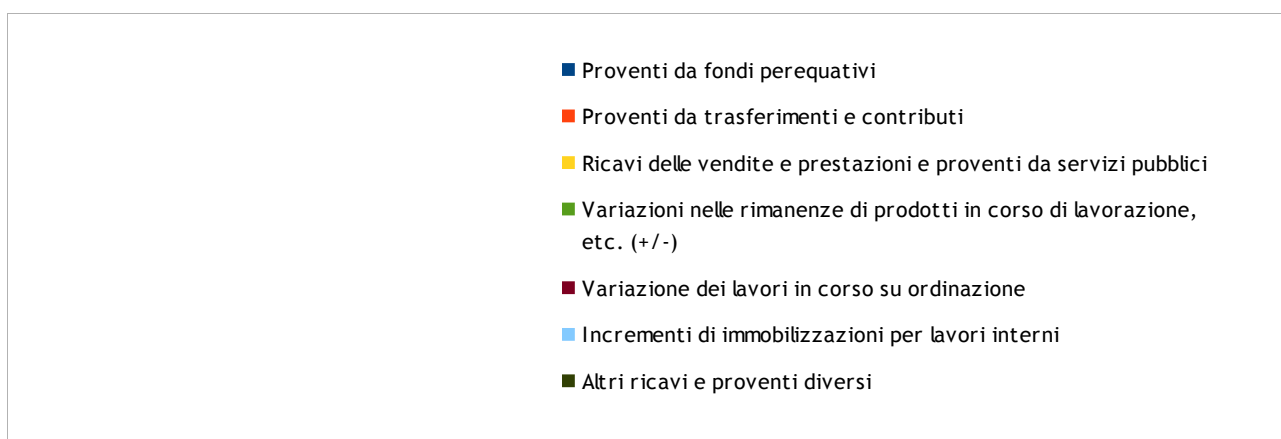 Proventi da fondi perequativi
Proventi da trasferimenti e contributi
Ricavi delle vendite e prestazioni e proventi da servizi pubblici
Variazioni nelle rimanenze di prodotti in corso di lavorazione,
etc. (+/-)
Variazione dei lavori in corso su ordinazione
Incrementi di immobilizzazioni per lavori interni
Altri ricavi e proventi diversi